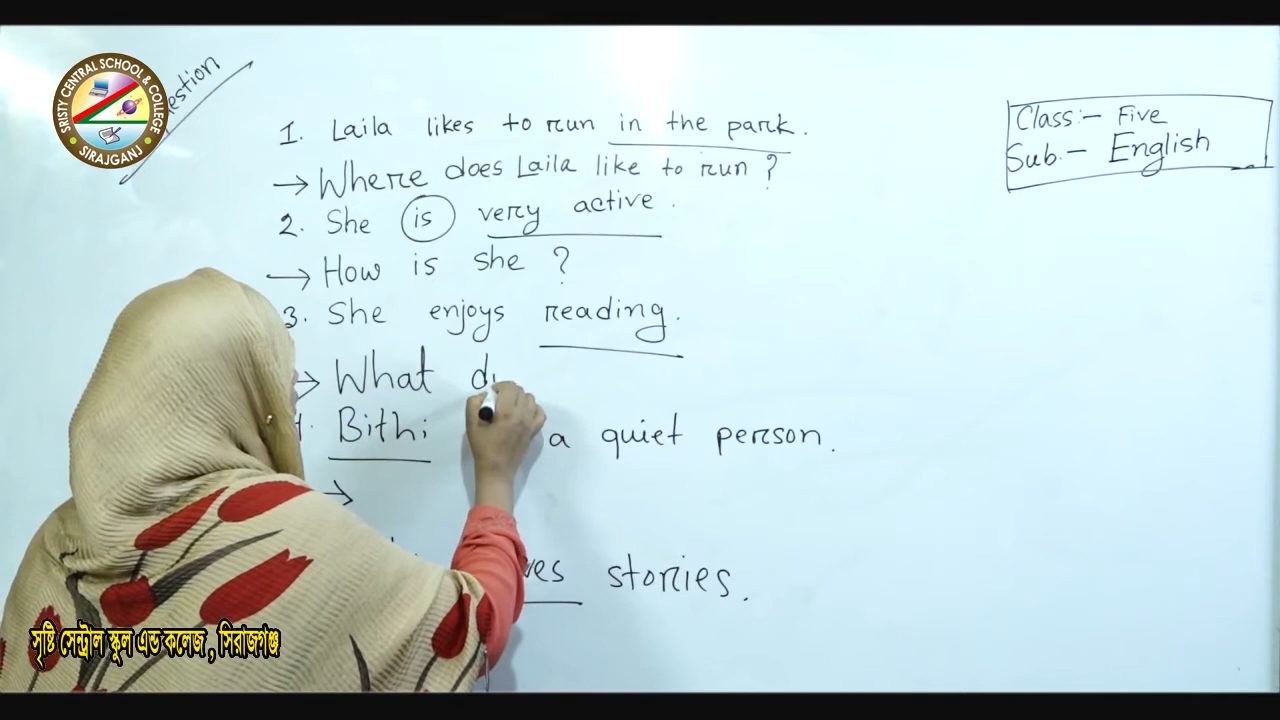 SRISTY CENTRAL SCHOOL & COLLEGE
SIRAJGANJ
1. Laila likes to run in the park.
→ Where does Laila like to run ?
2. She is very active .
→ How is she ?
3. She enjoys reading.
→ What
Bithi a quiet person.
→
stories.
Class:- Five
Sub.- English
সৃষ্টি সেন্ট্রাল স্কুল এন্ড কলেজ , সিরাজগঞ্জ